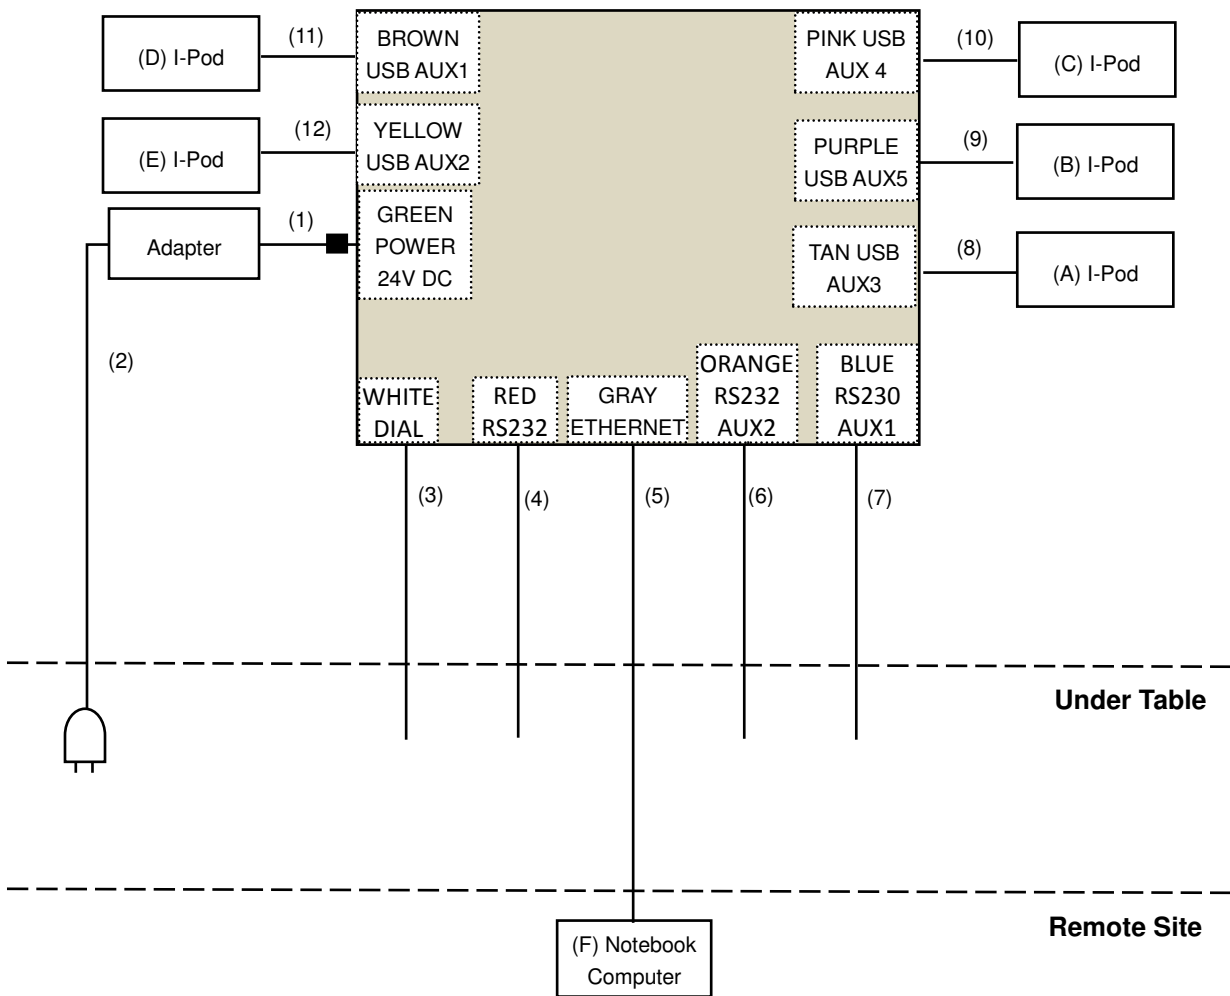 (D) I-Pod
(11)
BROWN
USB AUX1
PINK USB
AUX 4
(10)
(C) I-Pod
(E) I-Pod
(12)
YELLOW
USB AUX2
PURPLE
USB AUX5
(9)
(B) I-Pod
Adapter
(1)
GREEN
POWER
24V DC
TAN USB
AUX3
(8)
(A) I-Pod
(2)
WHITE
DIAL
RED
RS232
GRAY
ETHERNET
ORANGE
RS232
AUX2
BLUE
RS230
AUX1
(3)
(4)
(5)
(6)
(7)
Under Table
Remote Site
(F) Notebook
Computer